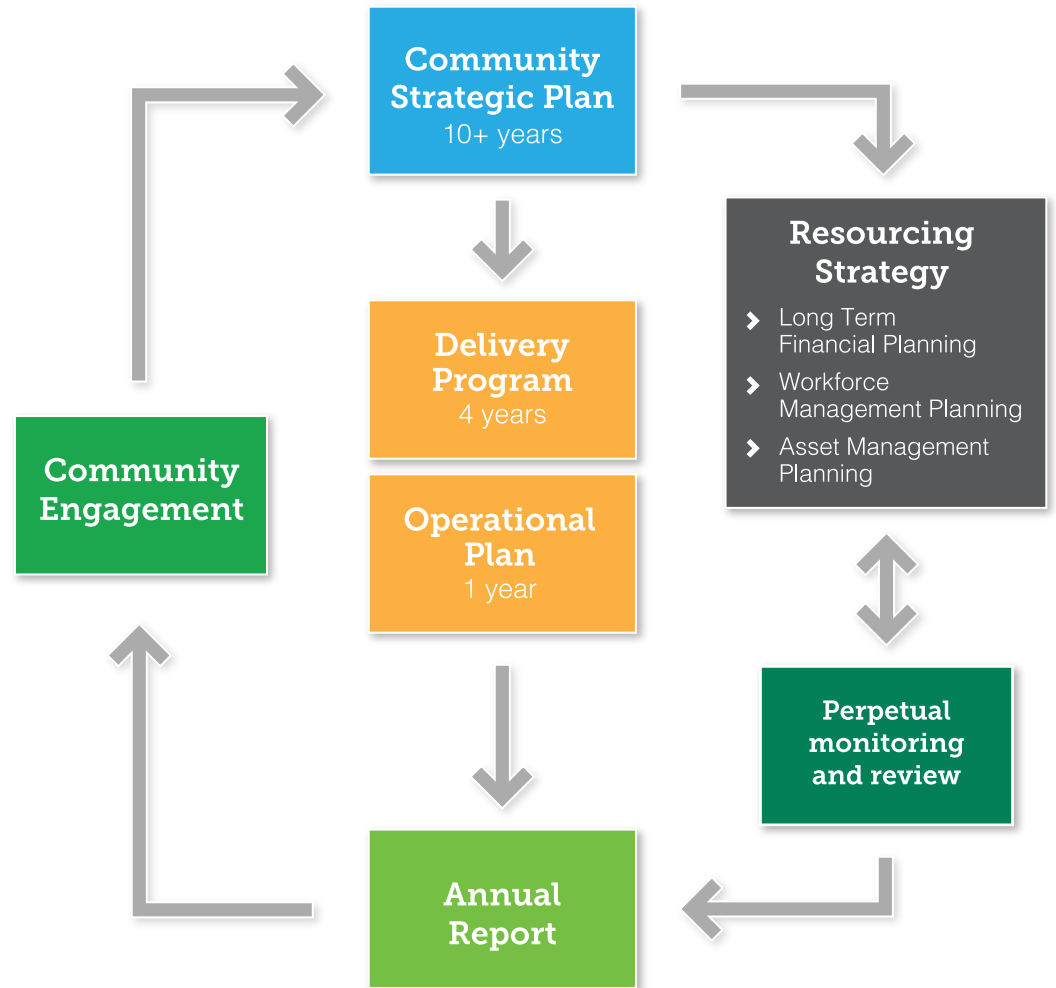 Community
Strategic Plan
10+ years
Resourcing
Strategy
Long Term
Financial Planning
Workforce
Management Planning
Asset Management
Planning
Delivery
Program
4 years
Community
Engagement
Operational
Plan
1 year
Perpetual
monitoring
and review
Annual
Report